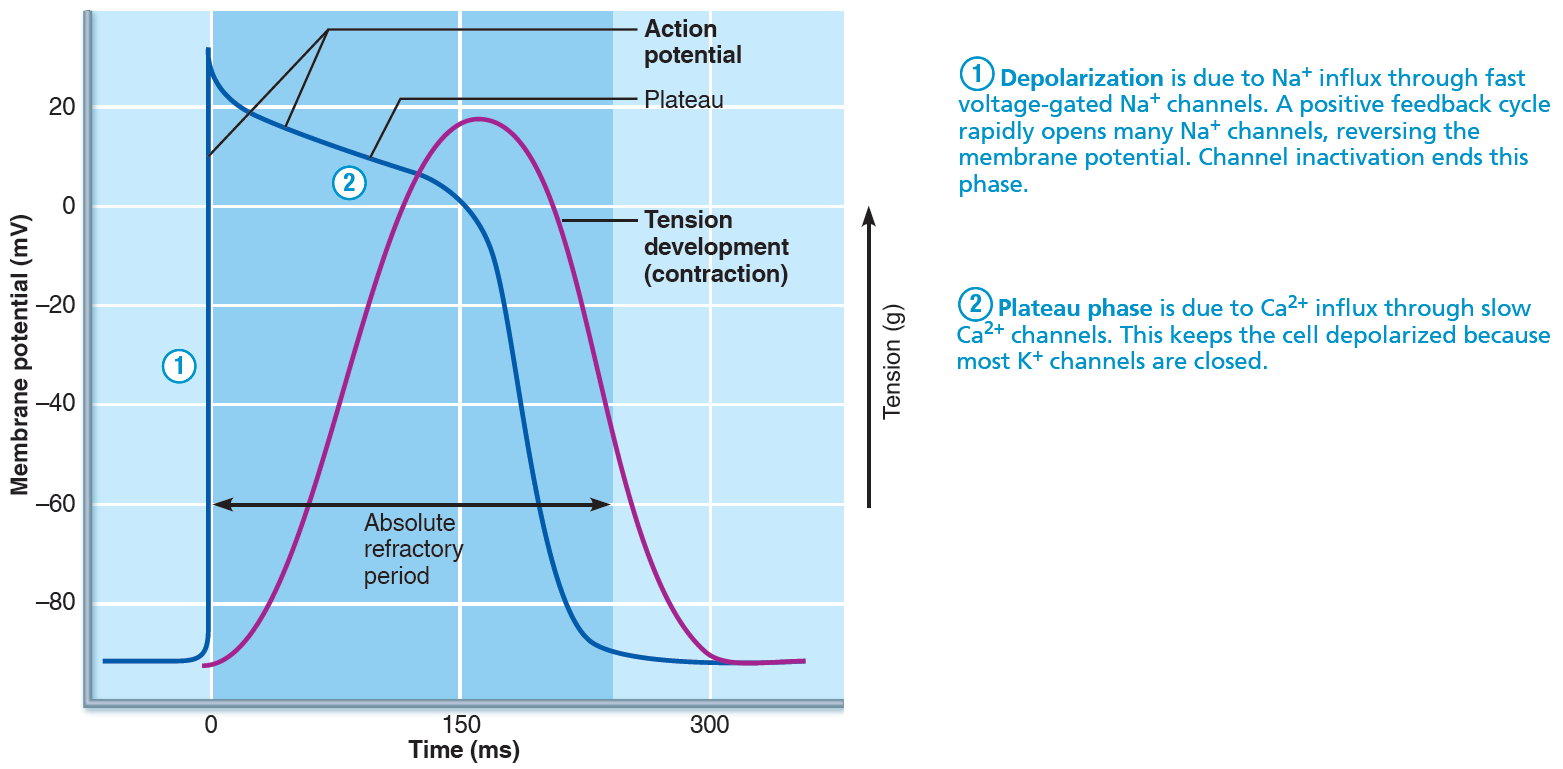 Action
potential
Plateau
20
0
–20
–40
–60
–80
Membrane potential (mV)
1
2
Tension
development
(contraction)
Absolute
refractory
period
0
150
300
Time (ms)
Tension (g)
1 Depolarization is due to Na+ influx through fast
voltage-gated Na+ channels. A positive feedback cycle
rapidly opens many Na+ channels, reversing the
membrane potential. Channel inactivation ends this
phase.
2 Plateau phase is due to Ca2+ influx through slow
Ca2+ channels. This keeps the cell depolarized because
most K+ channels are closed.